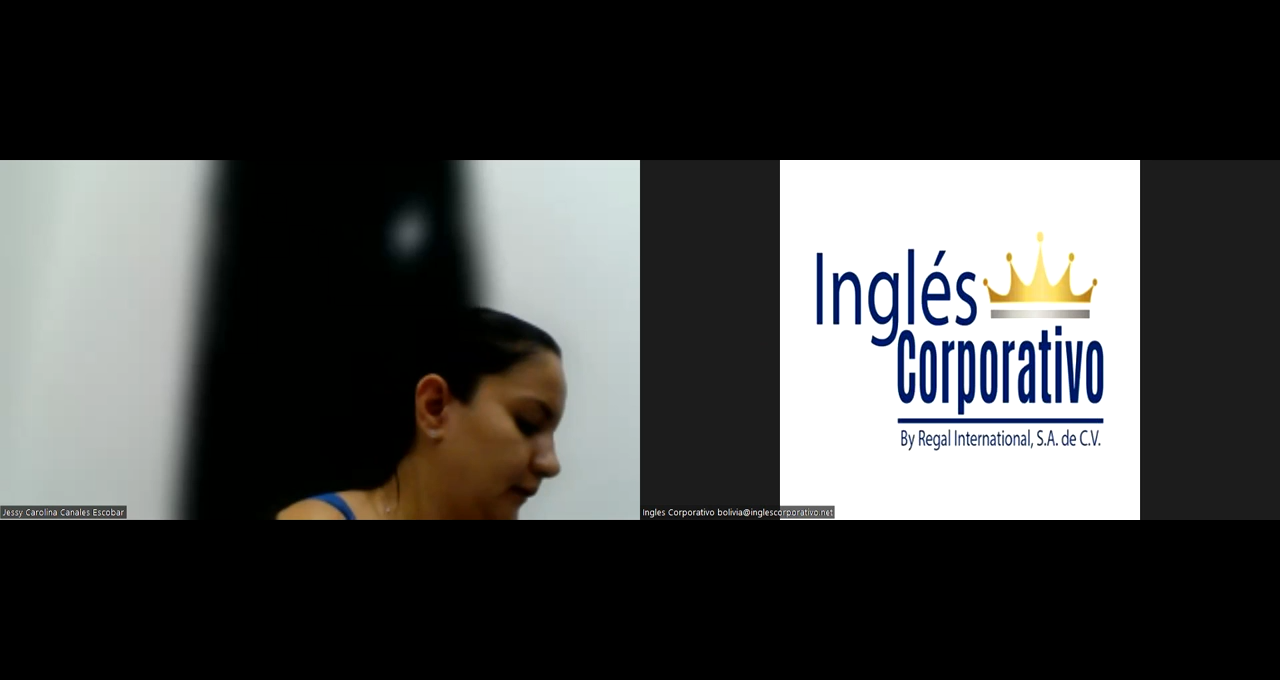 Inglés
Corporativo
By Regal International, S.A. de C.V.
Jessy Carolina Canales Escobar
Ingles Corporativo bolivia@inglescorporativo.net